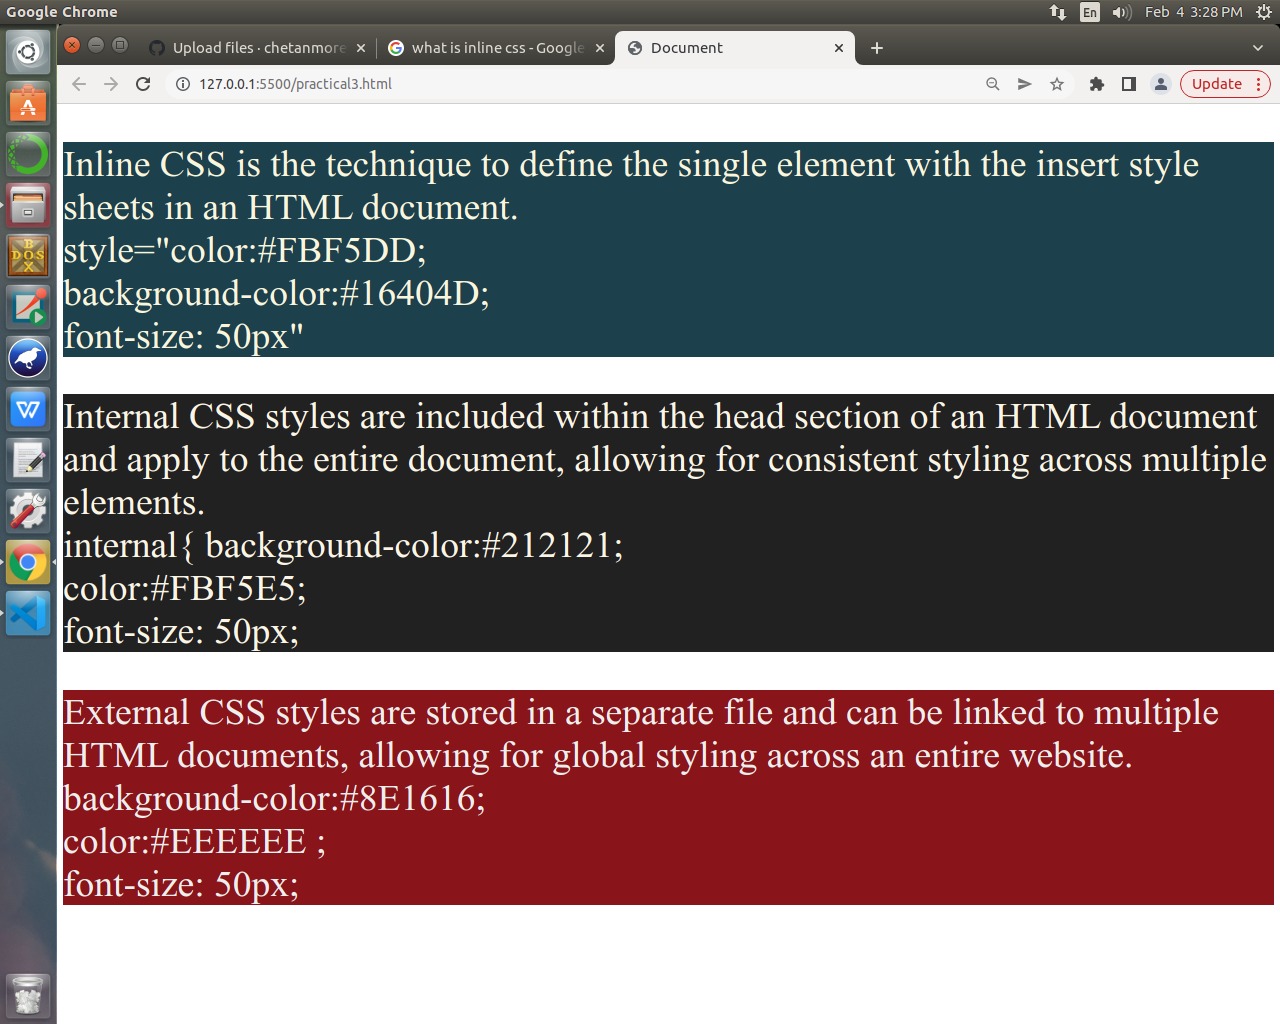 Google Chrome
En
Feb 4 3:28 PM
Upload files · chetanmore
what is inline css - Google
Document
127.0.0.1:5500/practical3.html
Update
Inline CSS is the technique to define the single element with the insert style
sheets in an HTML document.
style="color:#FBF5DD;
background-color:#16404D;
font-size: 50px"
Internal CSS styles are included within the head section of an HTML document
and apply to the entire document, allowing for consistent styling across multiple
elements.
internal{ background-color:#212121;
color:#FBF5E5;
font-size: 50px;
External CSS styles are stored in a separate file and can be linked to multiple
HTML documents, allowing for global styling across an entire website.
background-color:#8E1616;
color:#EEEEEE ;
font-size: 50px;